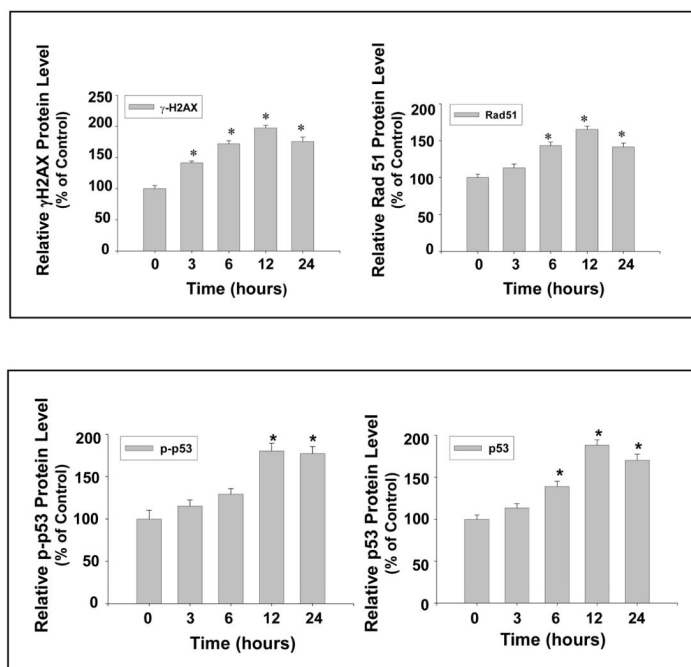 Relative γH2AX Protein Level
(% of Control)
250
200
150
100
50
0
γ-H2AX
*
*
*
*
0 3 6 12 24
Time (hours)
Relative Rad 51 Protein Level
(% of Control)
200
150
100
50
0
Rad51
*
*
*
0 3 6 12 24
Time (hours)
Relative p-p53 Protein Level
(% of Control)
200
150
100
50
0
p-p53
*
*
0 3 6 12 24
Time (hours)
Relative p53 Protein Level
(% of Control)
200
150
100
50
0
p53
*
*
*
0 3 6 12 24
Time (hours)